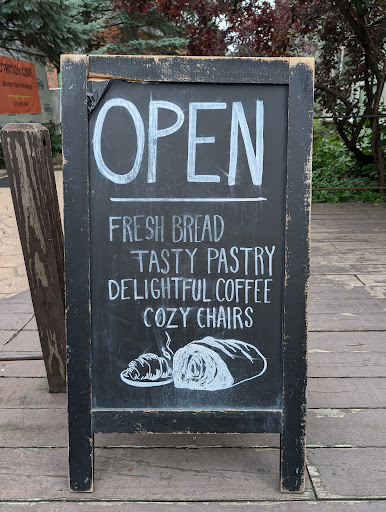 OPEN
FRESH BREAD
TASTY PASTRY
DELIGHTFUL COFFEE
COZY CHAIRS